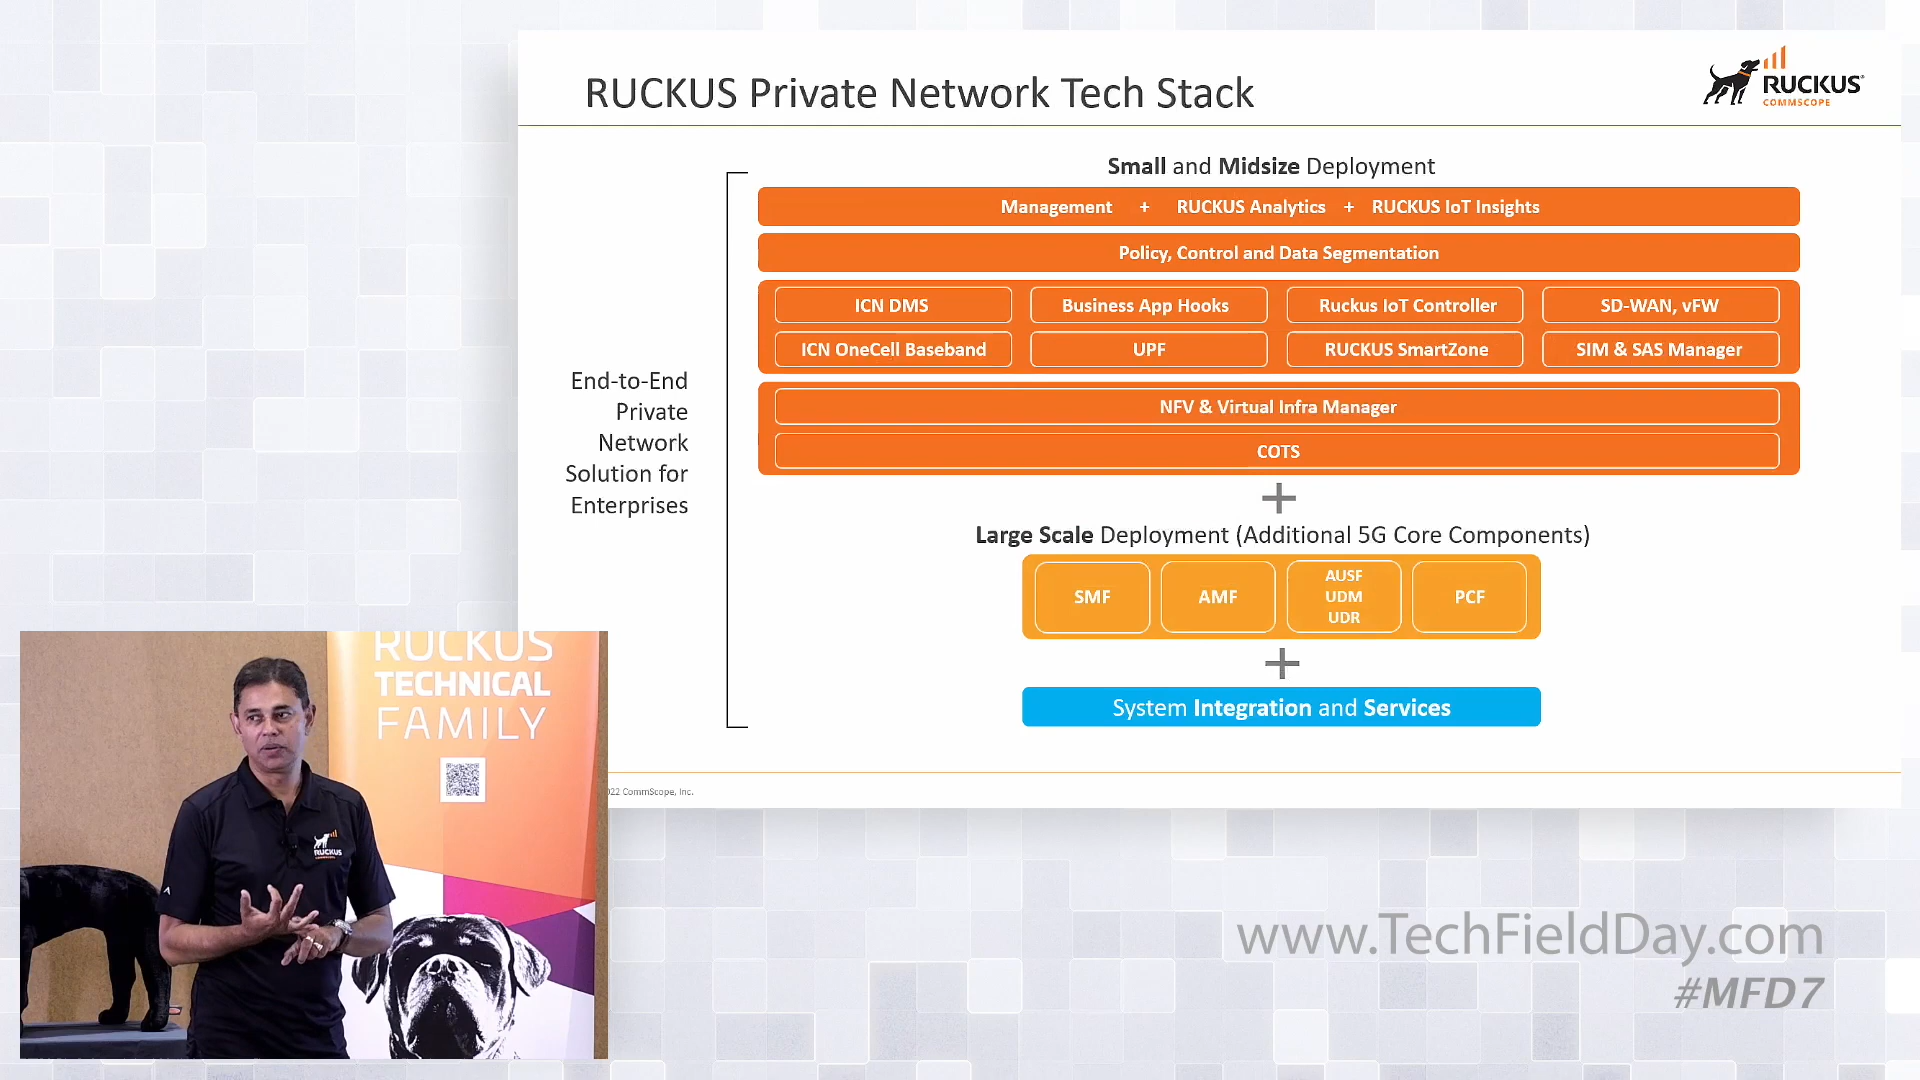 RUCKUS Private Network Tech Stack
RUCKUS
COMMSCOPE
Small and Midsize Deployment
Management + RUCKUS Analytics + RUCKUS IoT Insights
Policy, Control and Data Segmentation
ICN DMS
Business App Hooks
Ruckus IoT Controller
SD-WAN, vFW
ICN OneCell Baseband
UPF
RUCKUS SmartZone
SIM & SAS Manager
NFV & Virtual Infra Manager
COTS
End-to-End
Private
Network
Solution for
Enterprises
+
Large Scale Deployment (Additional 5G Core Components)
SMF
AMF
AUSF
UDM
UDR
PCF
+
System Integration and Services
22 CommScope, Inc.
RUCKUS
TECHNICAL
FAMILY
RUCKUS
www.TechFieldDay.com
#MFD7